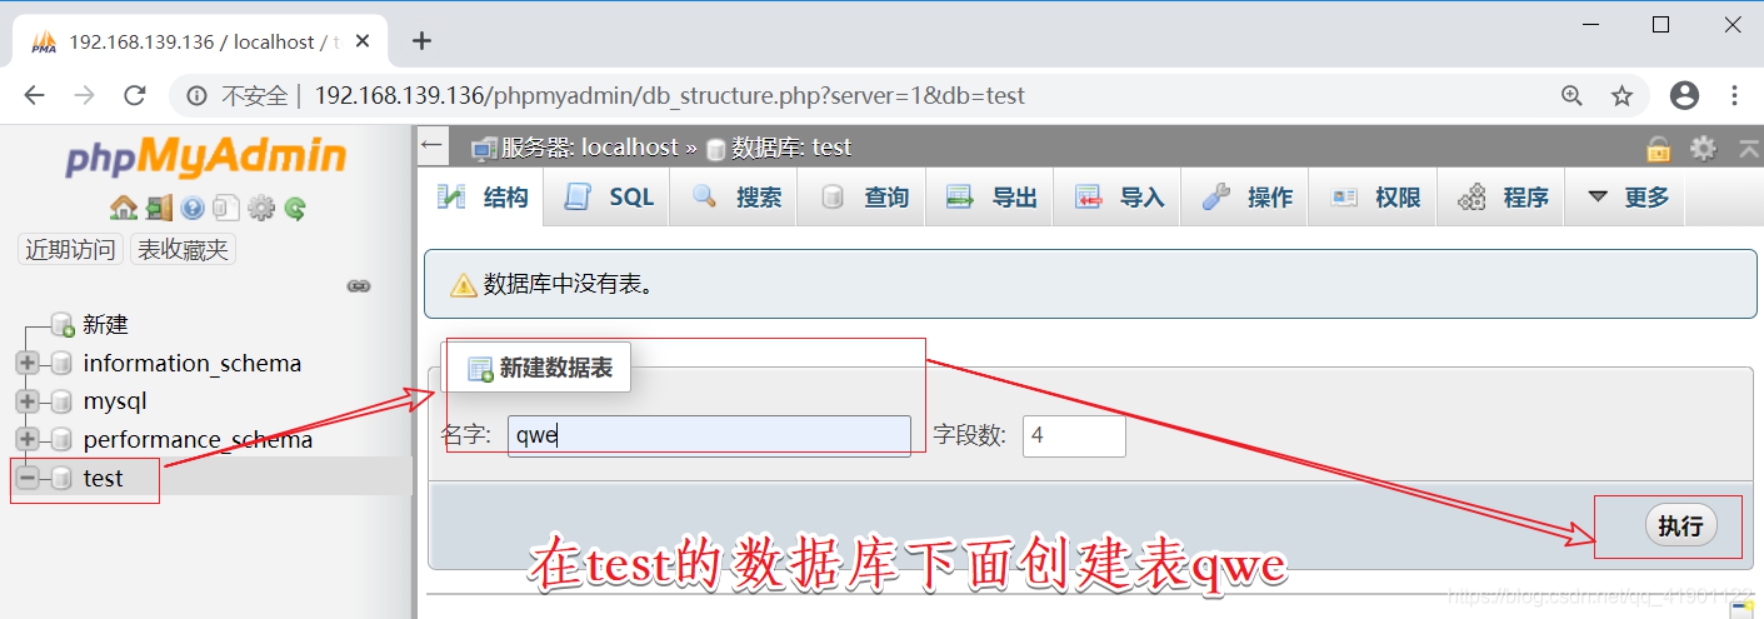 192.168.139.136 / localhost / t
不安全 | 192.168.139.136/phpmyadmin/db_structure.php?server=1&db=test
phpMyAdmin
近期访问 表收藏夹
新建
information_schema
mysql
performance_schema
test
服务器: localhost » 数据库: test
结构 SQL 搜索 查询 导出 导入 操作 权限 程序 更多
数据库中没有表。
新建数据表
名字: qwe 字段数: 4
执行
在test的数据库下面创建表qwe
https://blog.csdn.net/qq_41901122